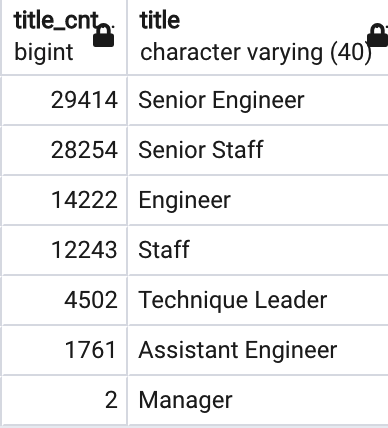 title_cnt title
bigint character varying (40)
29414 Senior Engineer
28254 Senior Staff
14222 Engineer
12243 Staff
4502 Technique Leader
1761 Assistant Engineer
2 Manager